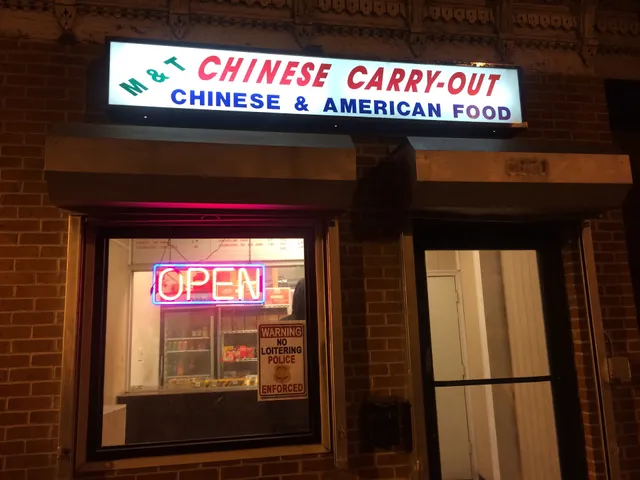 M & T CHINESE CARRY-OUT
CHINESE & AMERICAN FOOD
OPEN
WARNING
NO
LOITERING
POLICE
ENFORCED